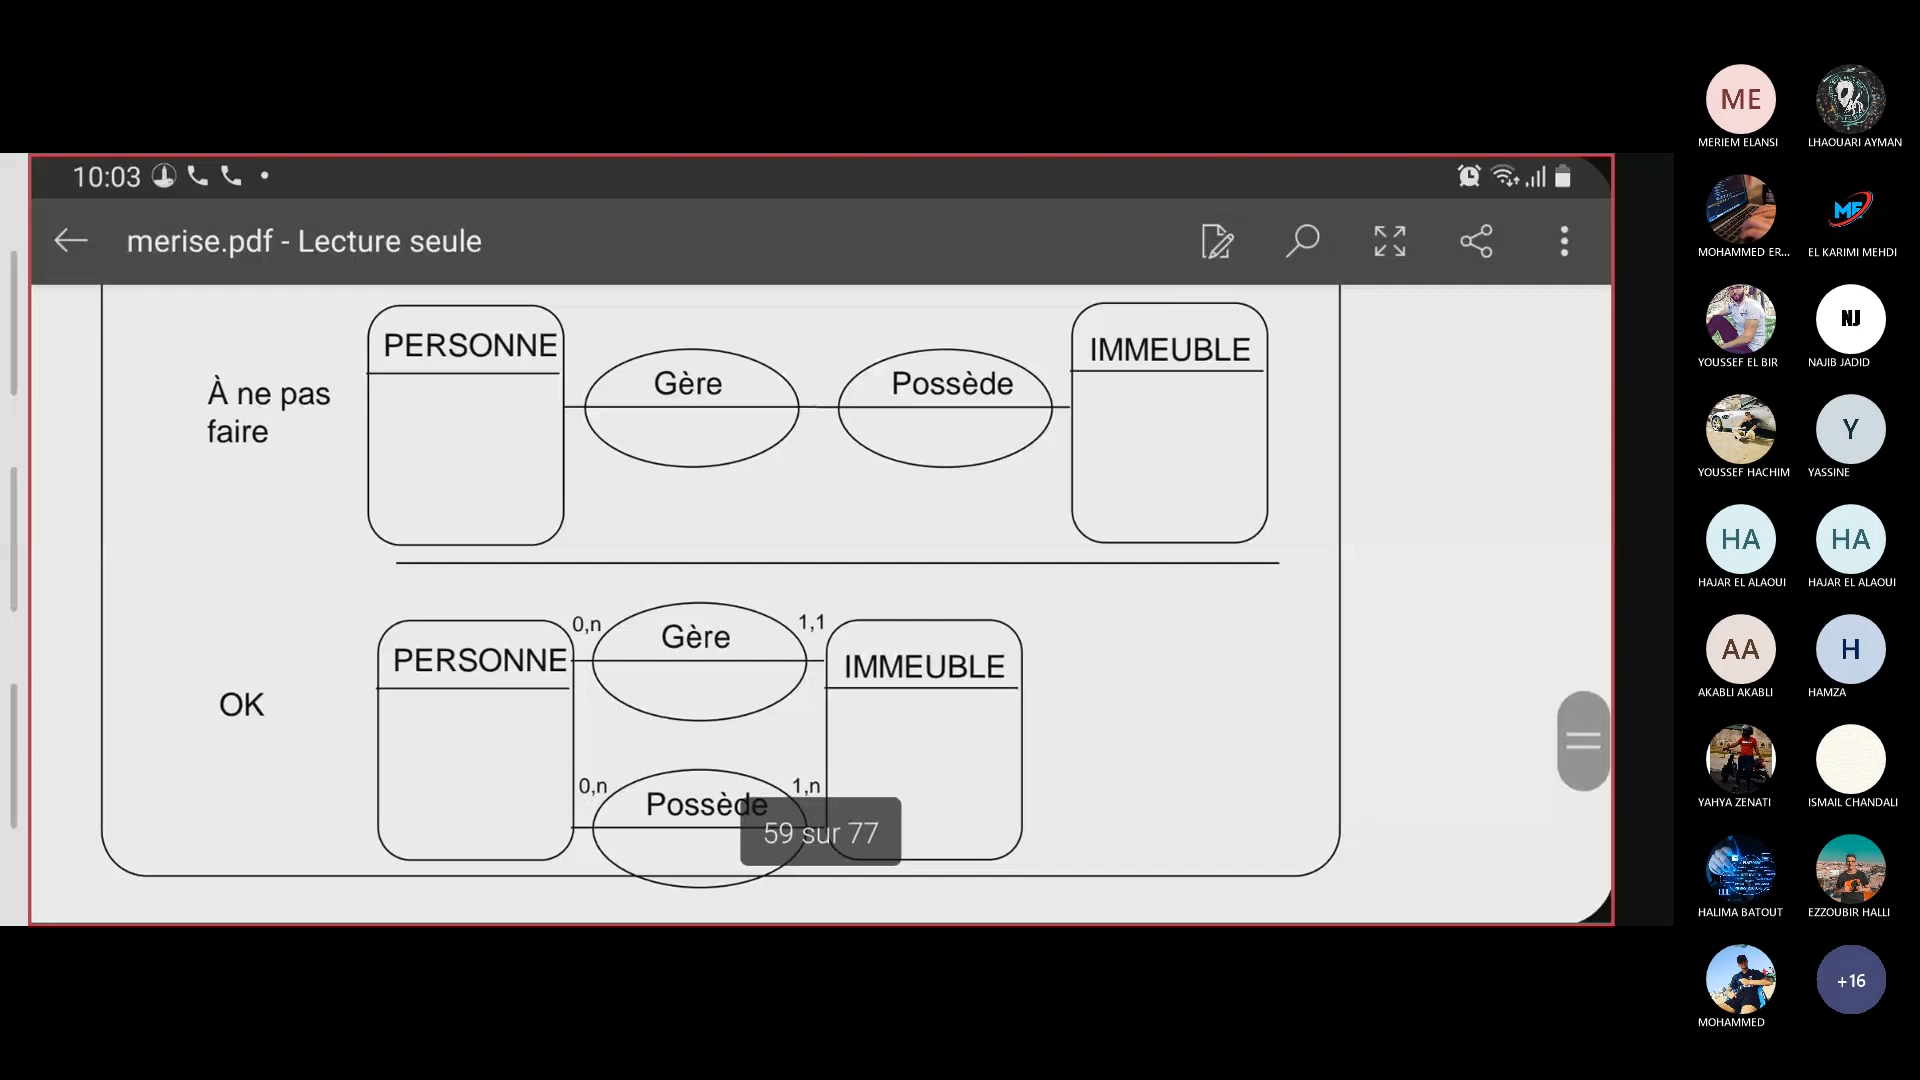 10:03
merise.pdf - Lecture seule
PERSONNE
IMMEUBLE
Gère
Possède
À ne pas
faire
0,n
Gère
1,1
PERSONNE
IMMEUBLE
OK
0,n
Possède
1,n
59 sur 77
ME
MERIEM ELANSI
LHAOUARI AYMAN
MOHAMMED ER...
ME
EL KARIMI MEHDI
YOUSSEF EL BIR
NJ
NAJIB JADID
YOUSSEF HACHIM
Y
YASSINE
HA
HAJAR EL ALAOUI
HA
HAJAR EL ALAOUI
AA
AKABLI AKABLI
H
HAMZA
YAHYA ZENATI
ISMAIL CHANDALI
HALIMA BATOUT
EZZOUBIR HALLI
MOHAMMED
+16